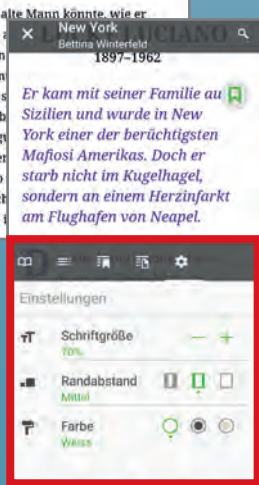 alte Mann könnte, wie er
New York
Bettina Winterfeld
CIANO
1897–1962
Er kam mit seiner Familie au
Sizilien und wurde in New
York einer der berüchtigsten
Mafiosi Amerikas. Doch er
starb nicht im Kugelhagel,
sondern an einem Herzinfarkt
am Flughafen von Neapel.
Einstellungen
Schriftgröße
70%
Randabstand
Mittel
Farbe
Weiss